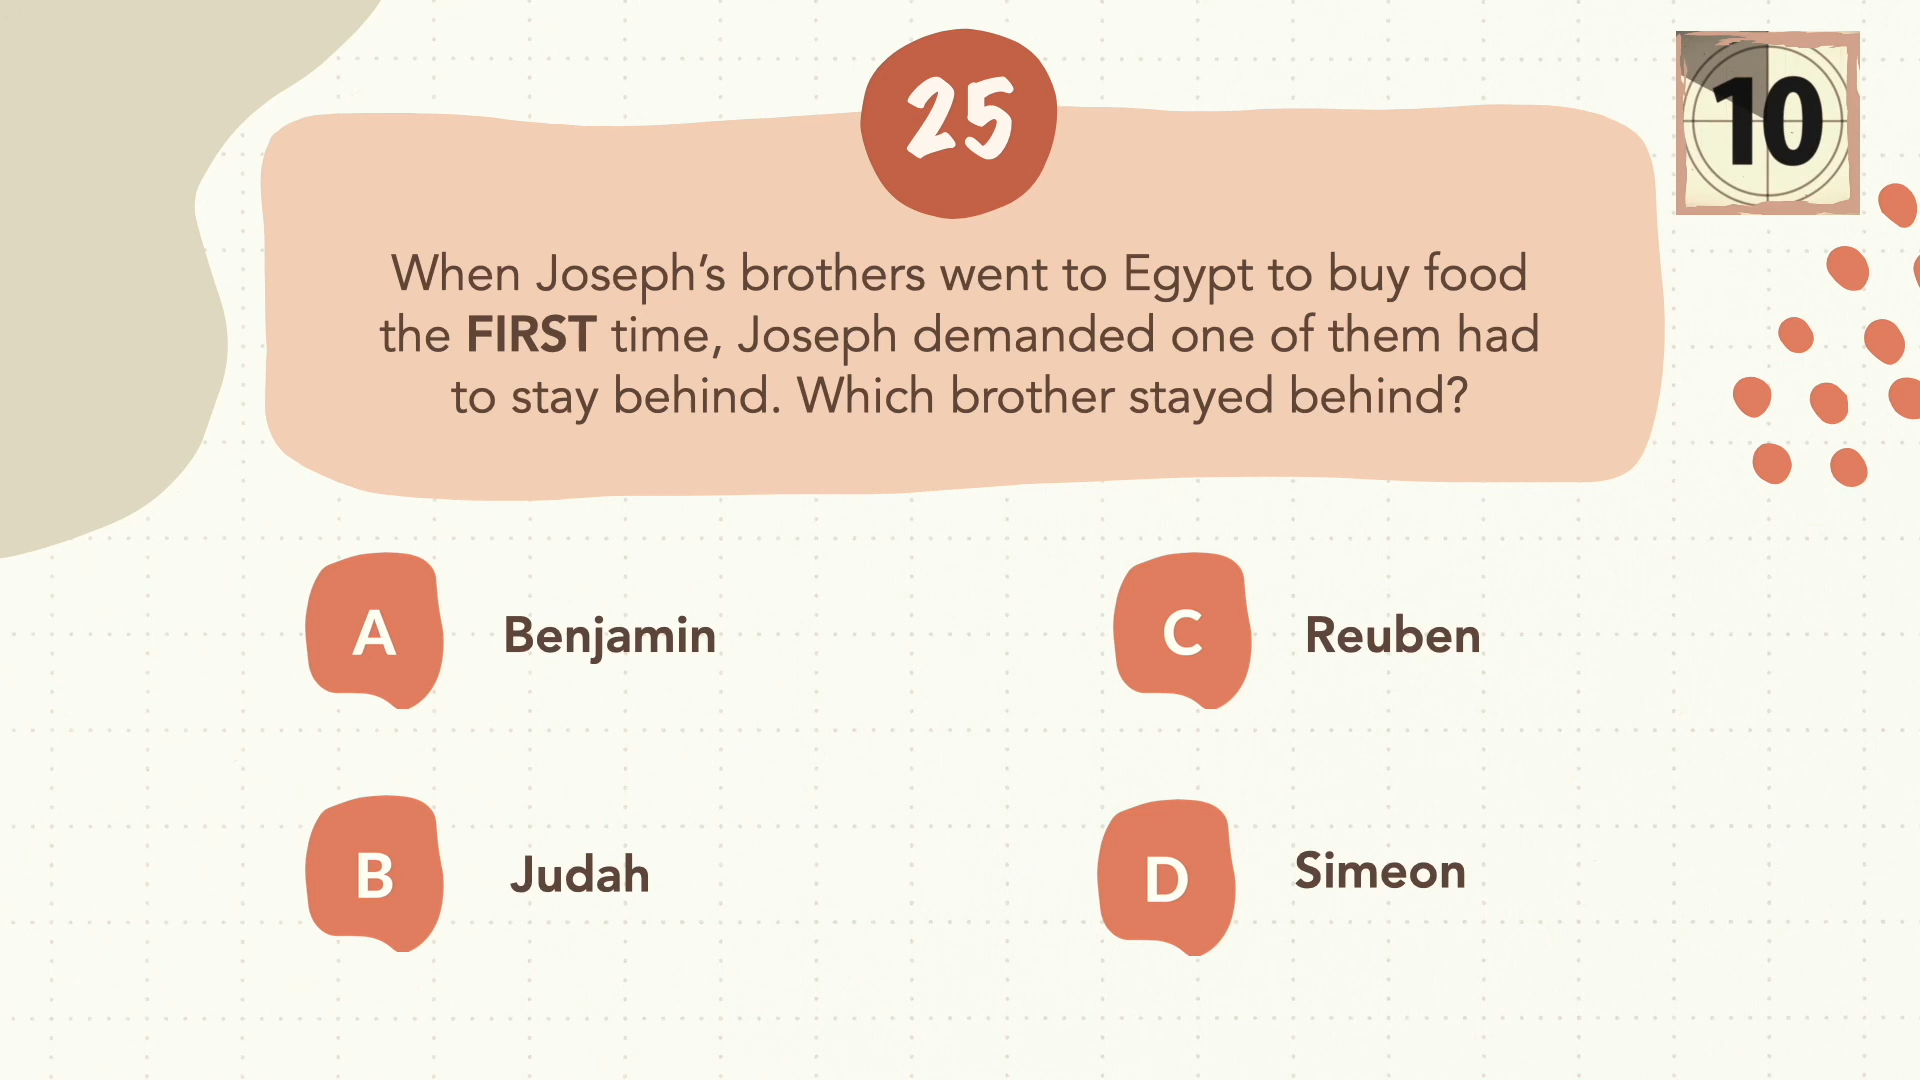 25
10
When Joseph’s brothers went to Egypt to buy food
the FIRST time, Joseph demanded one of them had
to stay behind. Which brother stayed behind?
A Benjamin
B Judah
C Reuben
D Simeon